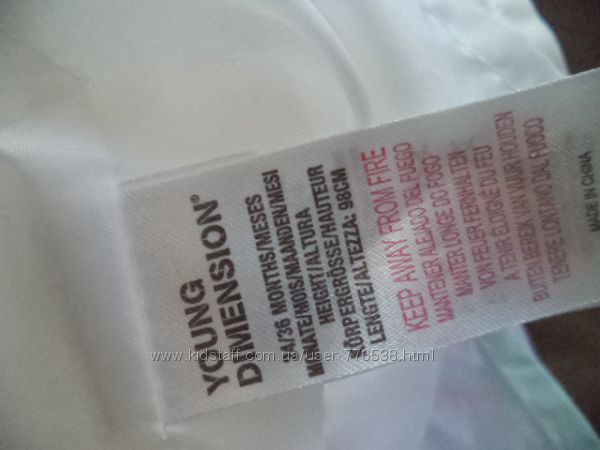 YOUNG
DIMENSION®
24/36 MONTHS/MESES
MONATE/MOIS/MAANDEN/MESI
HEIGHT/ALTURA
KÖRPERGRÖSSE/HAUTEUR
LENGTE/ALTEZZA: 98CM
KEEP AWAY FROM FIRE
MANTENER ALEJADO DEL FUEGO
MANTER LONGE DO FOGO
VON FEUER FERNHALTEN
A TENIR ÉLOIGNÉ DU FEU
BUITEN BEREIK VAN VUUR HOUDEN
TENERE LONTANO DAL FUOCO
MADE IN CHINA
www.kidstaff.com.ua/user-776538.html